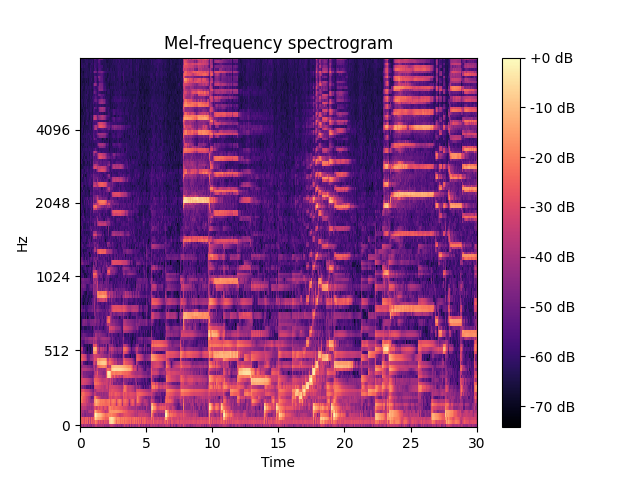 Mel-frequency spectrogram
Hz
4096
2048
1024
512
0
0 5 10 15 20 25 30
Time
+0 dB
-10 dB
-20 dB
-30 dB
-40 dB
-50 dB
-60 dB
-70 dB